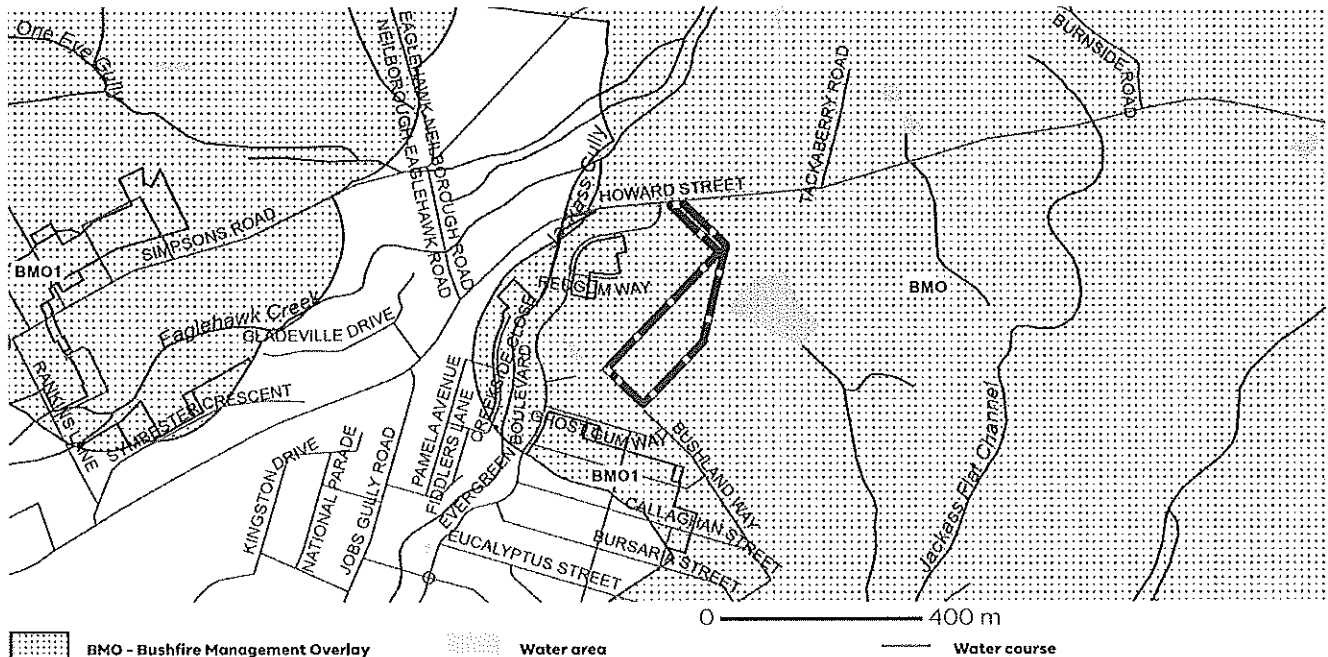 One Eye Gully
EAGLEHAWK NEILBOROUGH ROAD
NEILBOROUGH EAGLEHAWK ROAD
BURNSIDE ROAD
TACKABERRY ROAD
Jackass Gully
HOWARD STREET
SIMPSONS ROAD
BMO1
REDGUM WAY
BMO
Eaglehawk Creek
GLADEVILLE DRIVE
CREEKSIDE CLOSE
RANKINS LANE
SYMESTER CRESCENT
PAMELA AVENUE
FIDDLERS LANE
EVERGREEN BOULEVARD
GHOST GUM WAY
BUSHLAND WAY
Jackass Flat Channel
KINGSTON DRIVE
NATIONAL PARADE
JOBS GULLY ROAD
BMO1
CALLAGHAN STREET
BURSARIA STREET
EUCALYPTUS STREET
0 400 m
BMO - Bushfire Management Overlay
Water area
Water course